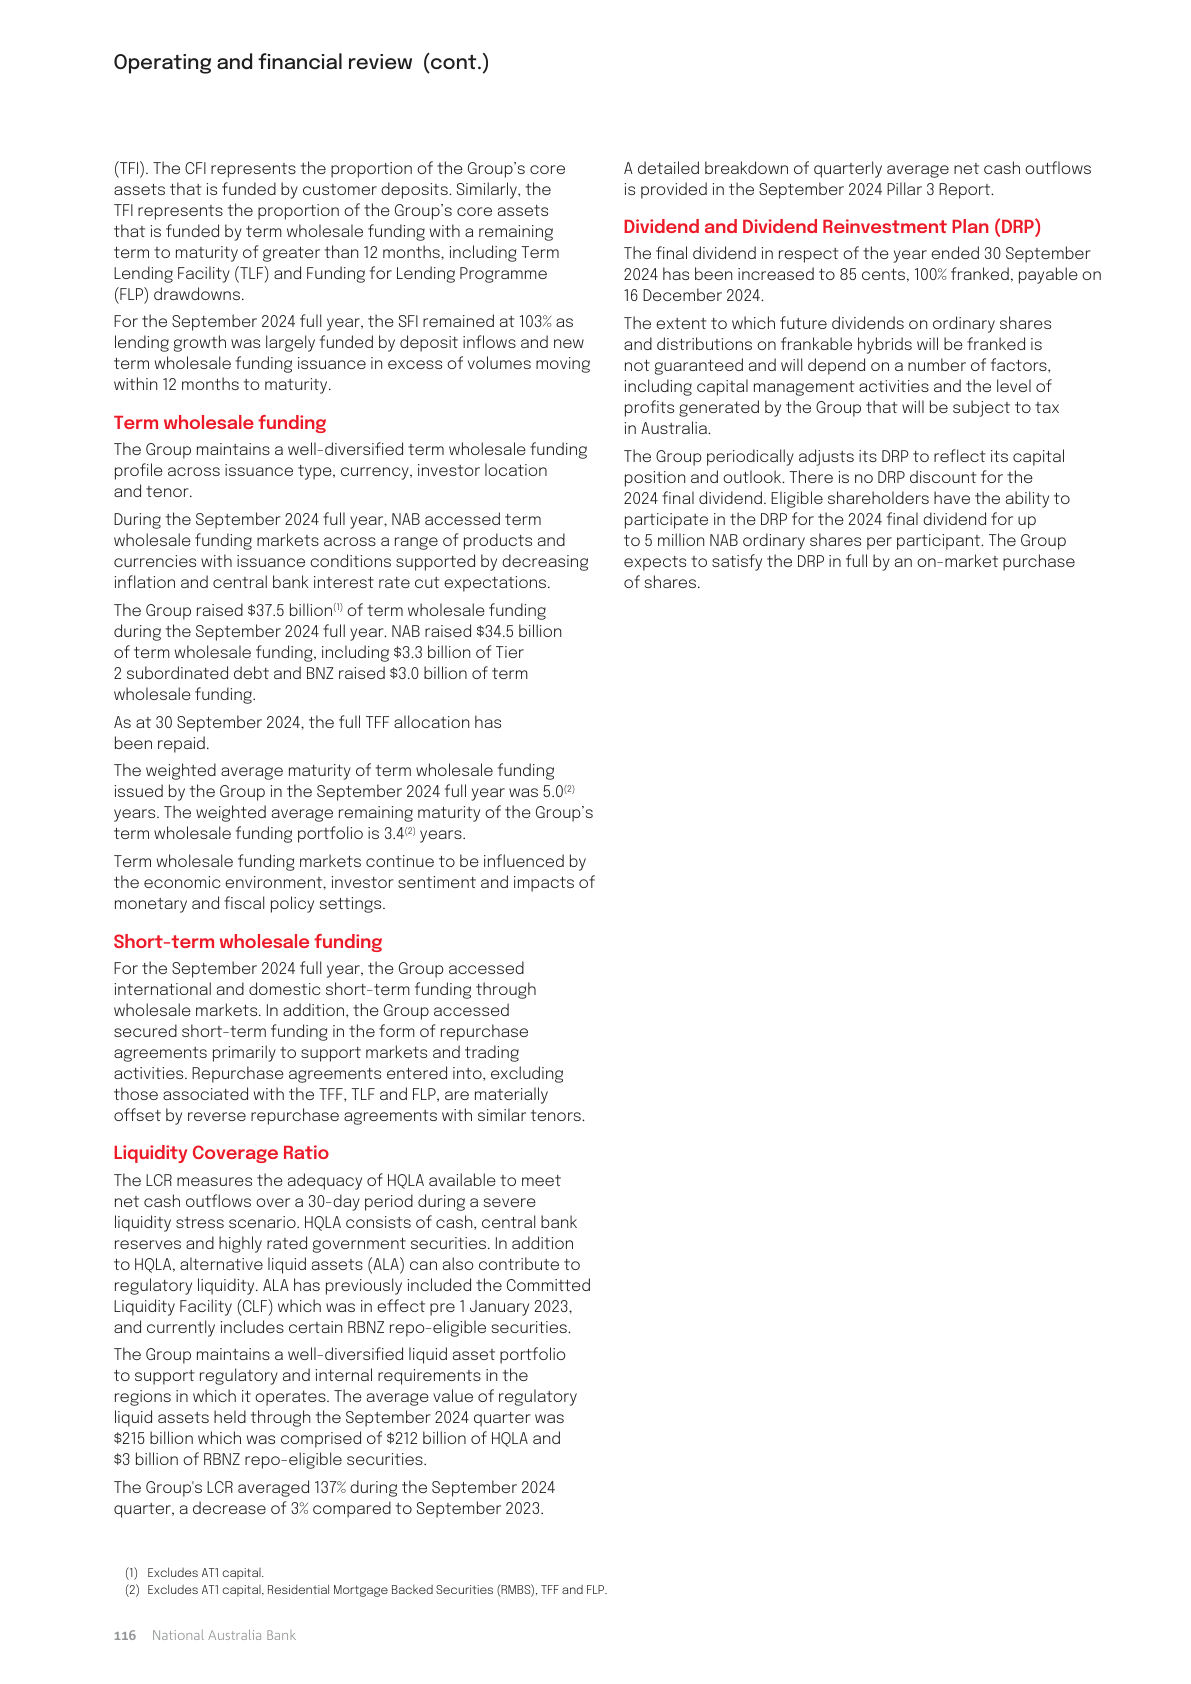 Operating and financial review (cont.)
(TFI). The CFI represents the proportion of the Group's core
assets that is funded by customer deposits. Similarly, the
TFI represents the proportion of the Group's core assets
that is funded by term wholesale funding with a remaining
term to maturity of greater than 12 months, including Term
Lending Facility (TLF) and Funding for Lending Programme
(FLP) drawdowns.
For the September 2024 full year, the SFI remained at 103% as
lending growth was largely funded by deposit inflows and new
term wholesale funding issuance in excess of volumes moving
within 12 months to maturity.
Term wholesale funding
The Group maintains a well-diversified term wholesale funding
profile across issuance type, currency, investor location
and tenor.
During the September 2024 full year, NAB accessed term
wholesale funding markets across a range of products and
currencies with issuance conditions supported by decreasing
inflation and central bank interest rate cut expectations.
The Group raised $37.5 billion(1) of term wholesale funding
during the September 2024 full year. NAB raised $34.5 billion
of term wholesale funding, including $3.3 billion of Tier
2 subordinated debt and BNZ raised $3.0 billion of term
wholesale funding.
As at 30 September 2024, the full TFF allocation has
been repaid.
The weighted average maturity of term wholesale funding
issued by the Group in the September 2024 full year was 5.0(2)
years. The weighted average remaining maturity of the Group's
term wholesale funding portfolio is 3.4(2) years.
Term wholesale funding markets continue to be influenced by
the economic environment, investor sentiment and impacts of
monetary and fiscal policy settings.
Short-term wholesale funding
For the September 2024 full year, the Group accessed
international and domestic short-term funding through
wholesale markets. In addition, the Group accessed
secured short-term funding in the form of repurchase
agreements primarily to support markets and trading
activities. Repurchase agreements entered into, excluding
those associated with the TFF, TLF and FLP, are materially
offset by reverse repurchase agreements with similar tenors.
Liquidity Coverage Ratio
The LCR measures the adequacy of HQLA available to meet
net cash outflows over a 30-day period during a severe
liquidity stress scenario. HQLA consists of cash, central bank
reserves and highly rated government securities. In addition
to HQLA, alternative liquid assets (ALA) can also contribute to
regulatory liquidity. ALA has previously included the Committed
Liquidity Facility (CLF) which was in effect pre 1 January 2023,
and currently includes certain RBNZ repo-eligible securities.
The Group maintains a well-diversified liquid asset portfolio
to support regulatory and internal requirements in the
regions in which it operates. The average value of regulatory
liquid assets held through the September 2024 quarter was
$215 billion which was comprised of $212 billion of HQLA and
$3 billion of RBNZ repo-eligible securities.
The Group's LCR averaged 137% during the September 2024
quarter, a decrease of 3% compared to September 2023.
A detailed breakdown of quarterly average net cash outflows
is provided in the September 2024 Pillar 3 Report.
Dividend and Dividend Reinvestment Plan (DRP)
The final dividend in respect of the year ended 30 September
2024 has been increased to 85 cents, 100% franked, payable on
16 December 2024.
The extent to which future dividends on ordinary shares
and distributions on frankable hybrids will be franked is
not guaranteed and will depend on a number of factors,
including capital management activities and the level of
profits generated by the Group that will be subject to tax
in Australia.
The Group periodically adjusts its DRP to reflect its capital
position and outlook. There is no DRP discount for the
2024 final dividend. Eligible shareholders have the ability to
participate in the DRP for the 2024 final dividend for up
to 5 million NAB ordinary shares per participant. The Group
expects to satisfy the DRP in full by an on-market purchase
of shares.
(1) Excludes AT1 capital.
(2) Excludes AT1 capital, Residential Mortgage Backed Securities (RMBS), TFF and FLP.
116 National Australia Bank